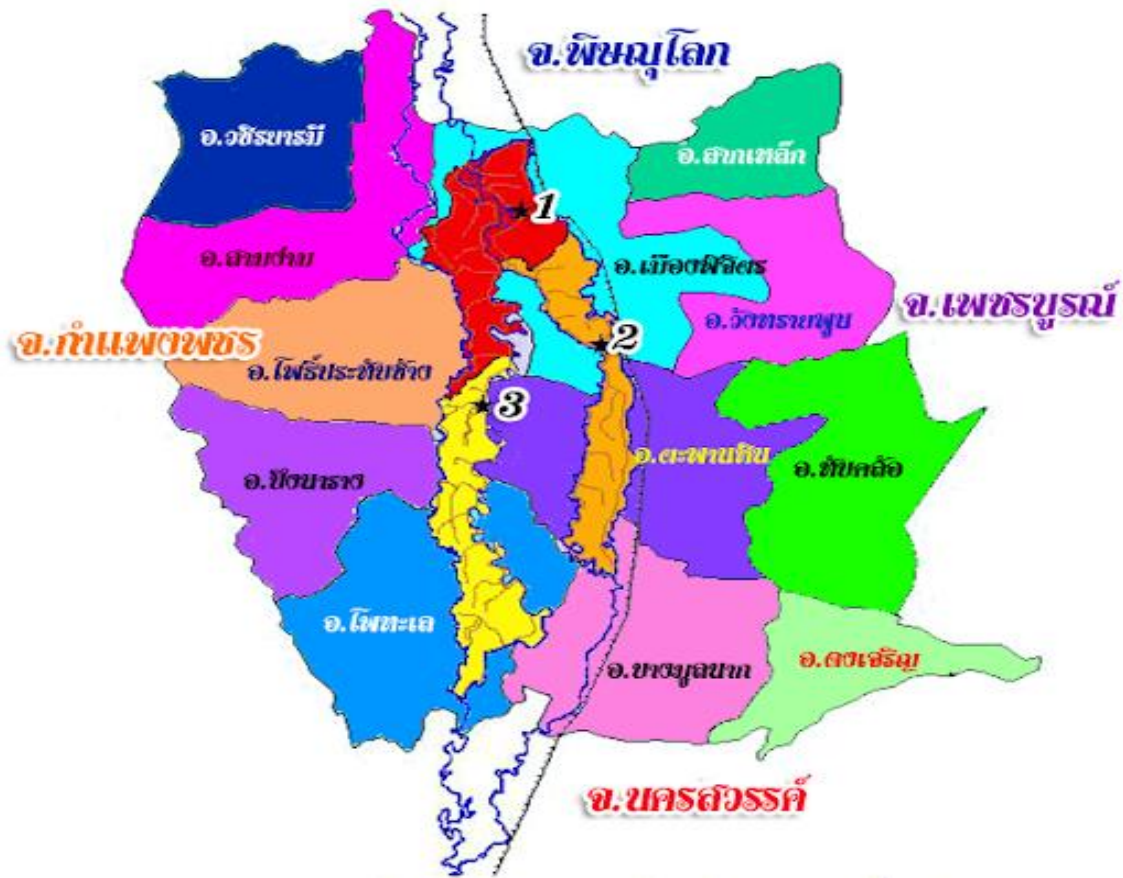 จ.พิษณุโลก
อ.วชิรบารมี
อ.สากเหล็ก
1
อ.สามง่าม
อ.เมืองพิจิตร
จ.เพชรบูรณ์
อ.วังทรายพูน
จ.กำแพงพชร
2
อ.โพธิ์ประทับช้าง
3
อ.ตะพานหิน
อ.ทับคล้อ
อ.บึงนาราง
อ.โพทะเล
อ.ดงเจริญ
อ.บางมูลนาก
จ.นครสวรรค์